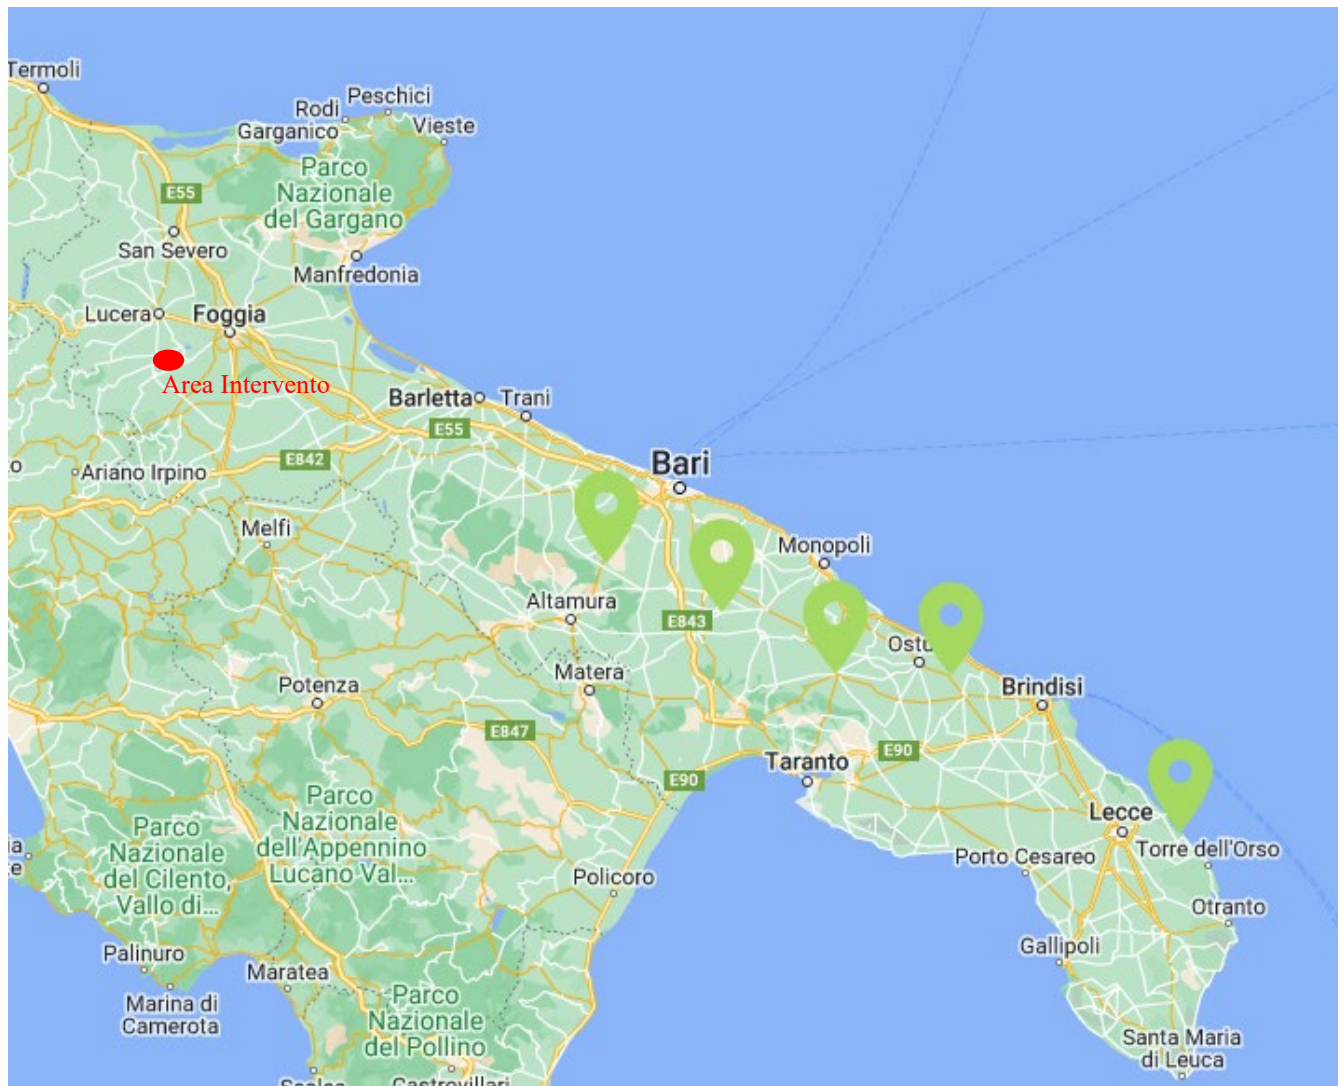 Termoli
Peschici
Rodi
Garganico
Vieste
Parco
Nazionale
del Gargano
E55
San Severo
Manfredonia
Lucera
Foggia
Area Intervento
Barletta
Trani
E55
E842
Bari
Ariano Irpino
Melfi
Monopoli
Altamura
E843
Matera
Ostu
Potenza
Brindisi
E847
E90
Taranto
E90
Parco
Nazionale
dell'Appennino
Lucano Val...
Parco
Nazionale
del Cilento,
Vallo di...
Lecce
Torre dell'Orso
Porto Cesareo
Policoro
Otranto
Gallipoli
Palinuro
Maratea
Marina di
Camerota
Parco
Nazionale
del Pollino
Santa Maria
di Leuca
Castrovillari